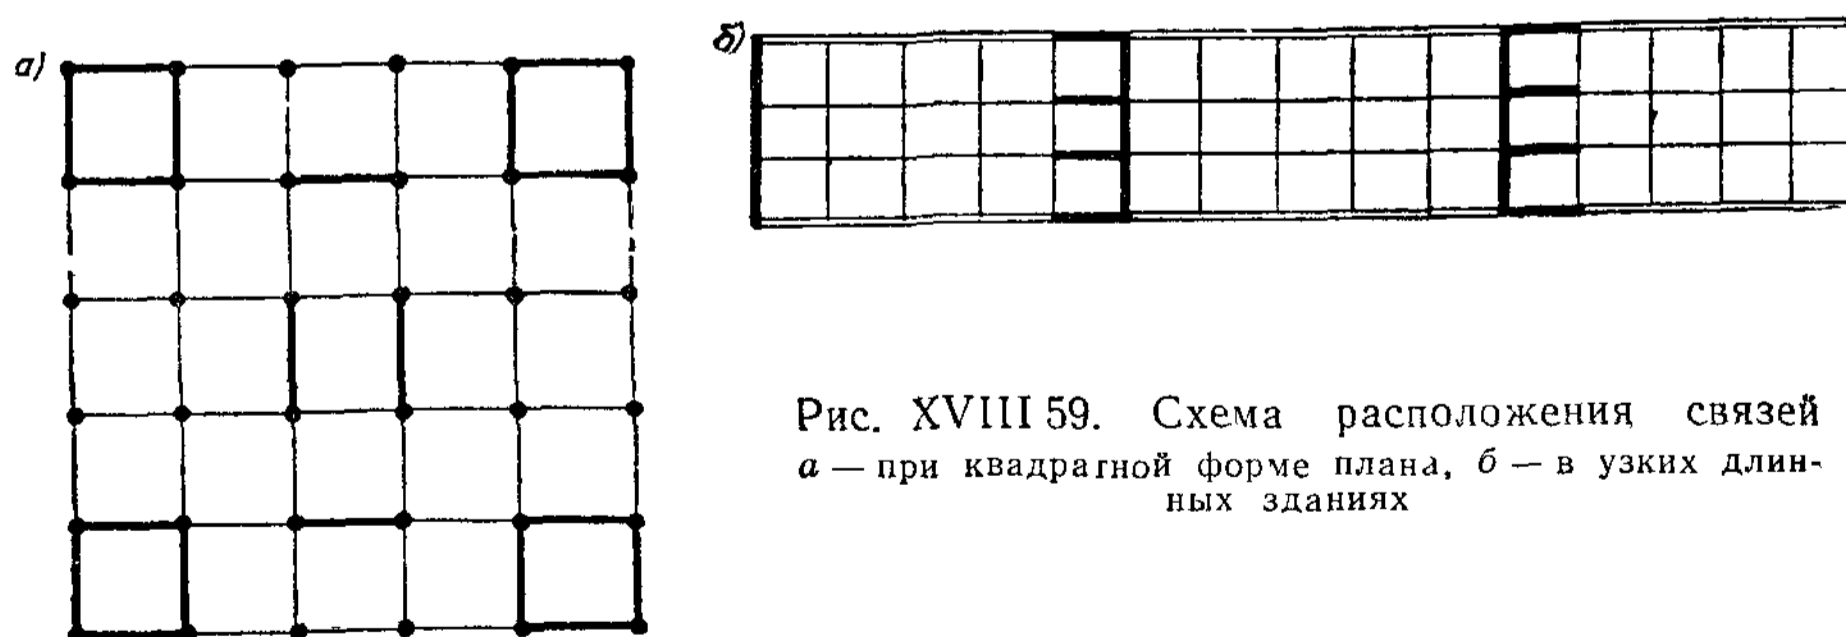 а)
б)
Рис. XVIII 59. Схема расположения связей
а — при квадратной форме плана, б — в узких длин-
ных зданиях